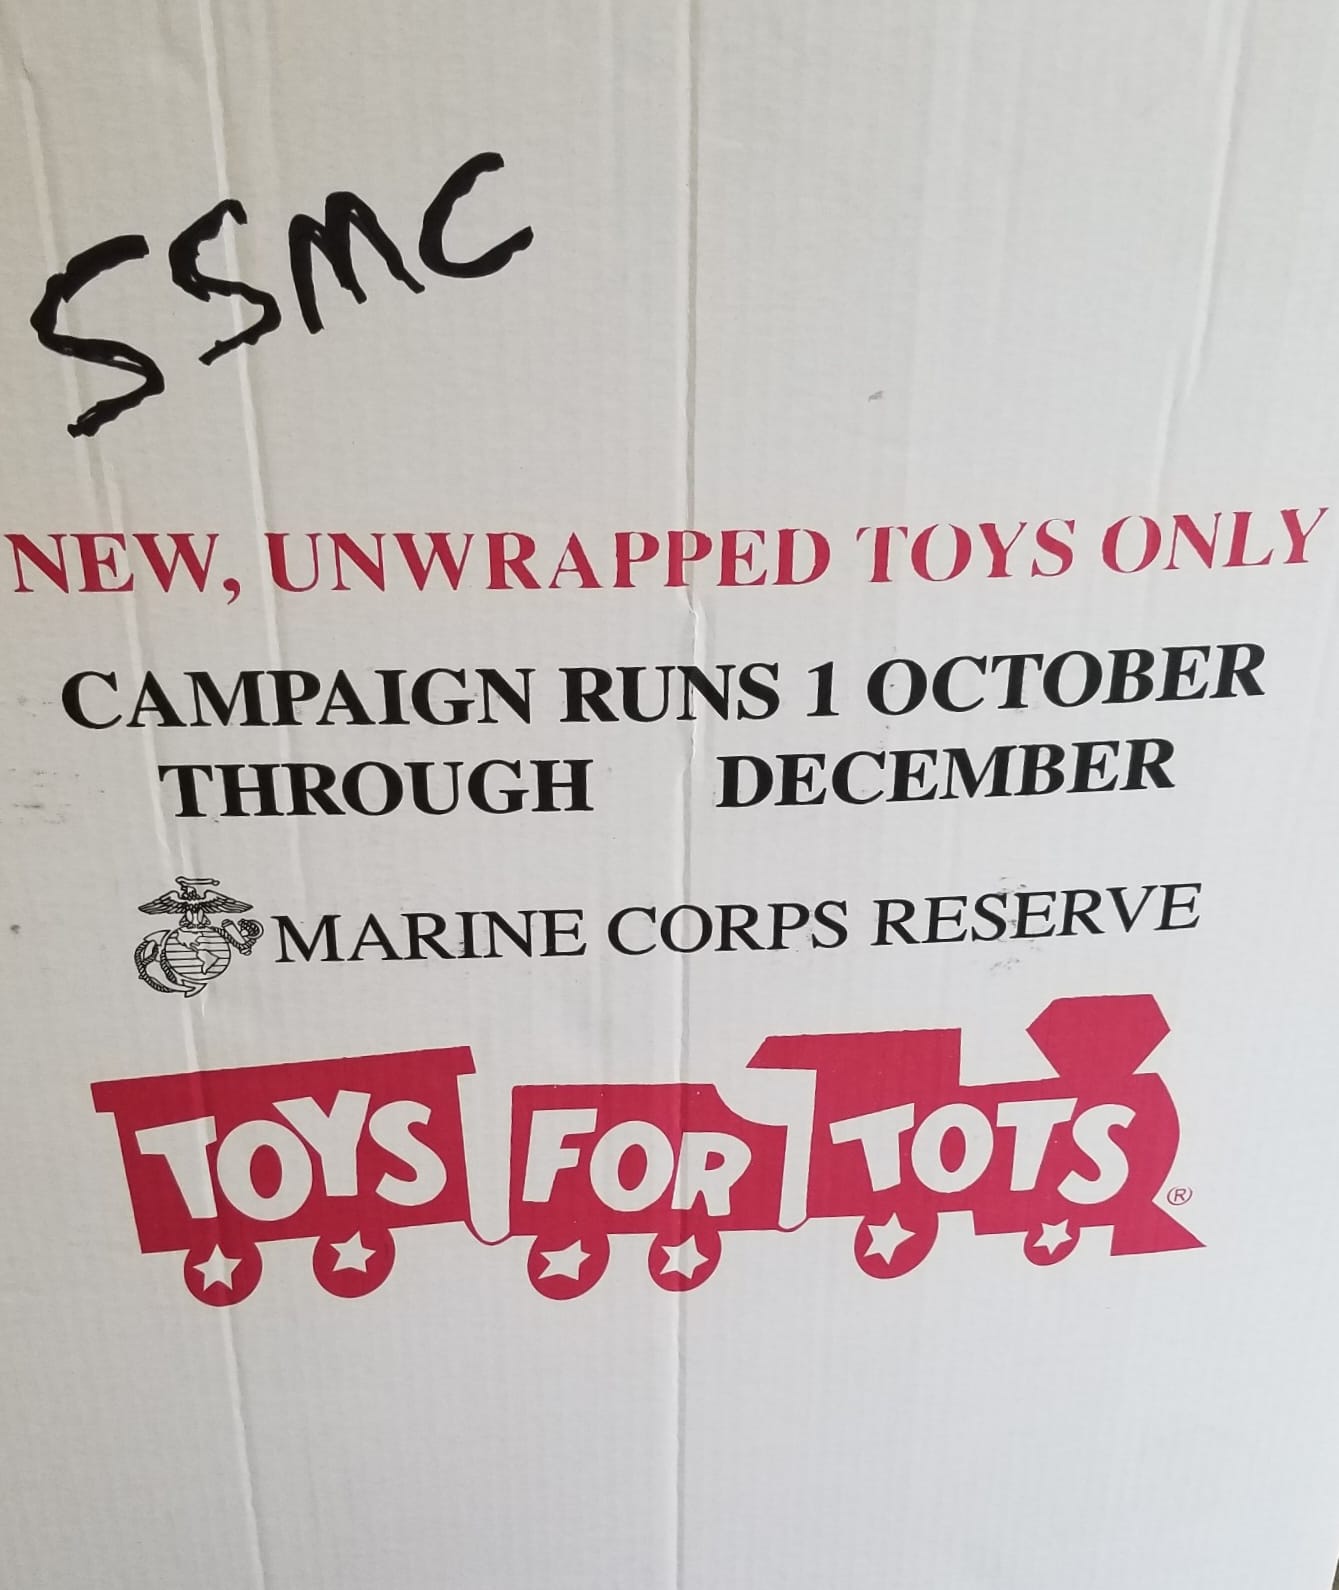 SSMC
NEW, UNWRAPPED TOYS ONLY
CAMPAIGN RUNS 1 OCTOBER
THROUGH DECEMBER
MARINE CORPS RESERVE
TOYS FOR TOTS ®